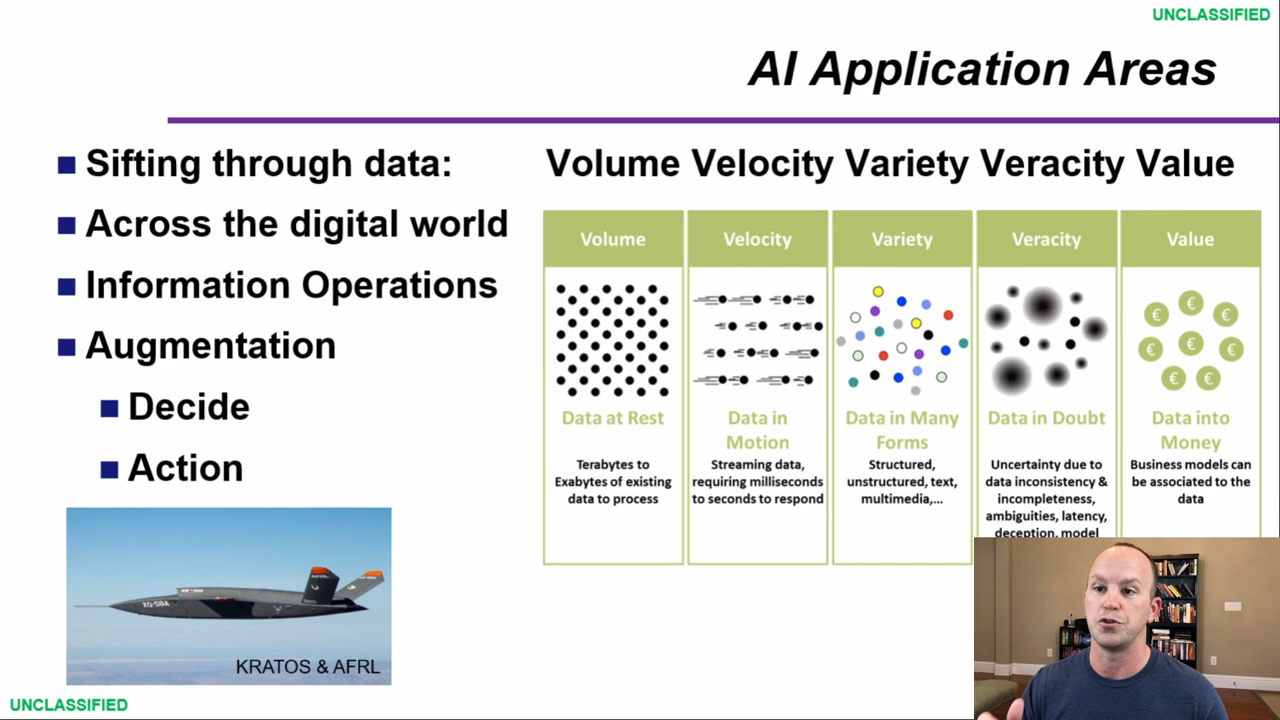 UNCLASSIFIED
AI Application Areas
Sifting through data:
Across the digital world
Information Operations
Augmentation
Decide
Action
Volume Velocity Variety Veracity Value
Volume
Data at Rest
Terabytes to
Exabytes of existing
data to process
Velocity
Data in
Motion
Streaming data,
requiring milliseconds
to seconds to respond
Variety
Data in Many
Forms
Structured,
unstructured, text,
multimedia,...
Veracity
Data in Doubt
Uncertainty due to
data inconsistency &
incompleteness,
ambiguities, latency,
deception, model
Value
€ € €
€ € €
€ €
Data into
Money
Business models can
be associated to the
data
XQ-58A
KRATOS & AFRL
UNCLASSIFIED